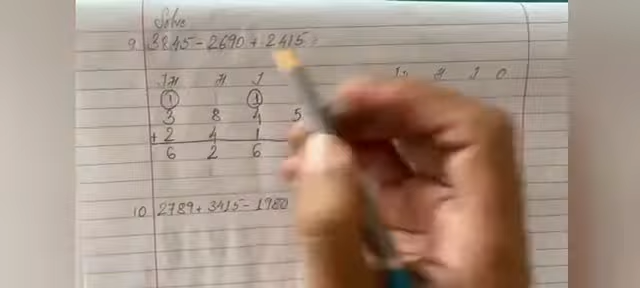 Solve
9. 3845 - 2690 + 2415
TH H T
Th H T O
1 1
3 8 4 5
+ 2 4 1
6 2 6
10. 2789 + 3415 - 1980